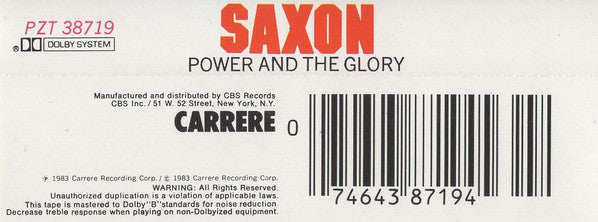 PZT 38719
SAXON
® DOLBY SYSTEM
POWER AND THE GLORY
Manufactured and distributed by CBS Records
CBS Inc. / 51 W. 52 Street, New York, N.Y.
CARRERE
0
74643 87194
℗ 1983 Carrere Recording Corp. / © 1983 Carrere Recording Corp.
WARNING: All Rights Reserved.
Unauthorized duplication is a violation of applicable laws.
This tape is mastered to Dolby "B" standards for noise reduction.
Decrease treble response when playing on non-Dolbyized equipment.